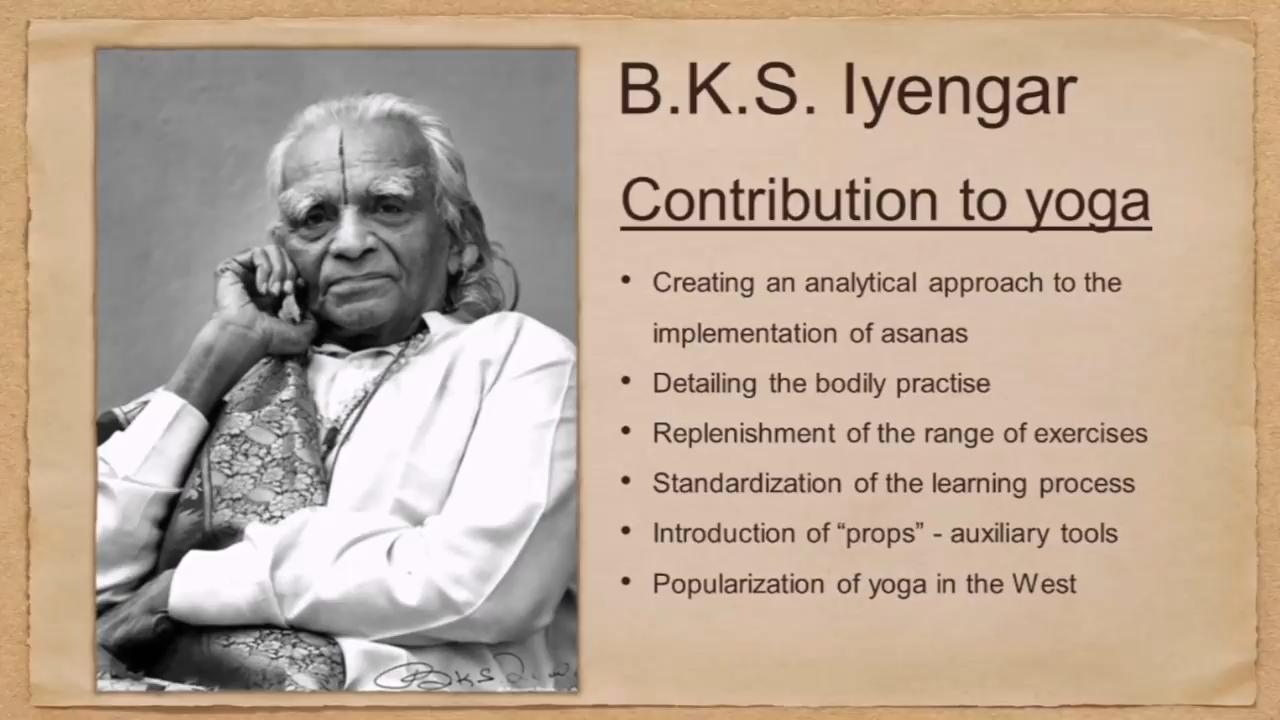 B.K.S. Iyengar
Contribution to yoga
• Creating an analytical approach to the
implementation of asanas
• Detailing the bodily practise
• Replenishment of the range of exercises
• Standardization of the learning process
• Introduction of “props” - auxiliary tools
• Popularization of yoga in the West
BKS